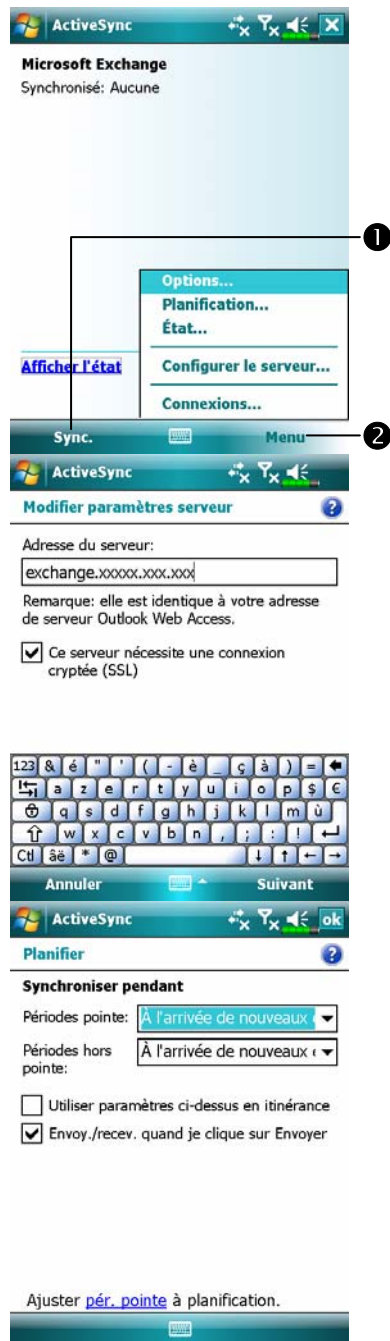 ActiveSync
Microsoft Exchange
Synchronisé: Aucune
1
Options...
Planification...
État...
Afficher l'état
Configurer le serveur...
Connexions...
Sync.
Menu
2
ActiveSync
Modifier paramètres serveur
?
Adresse du serveur:
exchange.xxxxx.xxx.xxx
Remarque: elle est identique à votre adresse
de serveur Outlook Web Access.
Ce serveur nécessite une connexion
cryptée (SSL)
123 & é " ' ( - è _ ç à ) =
a z e r t y u i o p $ €
q s d f g h j k l m ù
w x c v b n , ; : !
Ctl áë * @
Annuler
Suivant
ActiveSync
ok
Planifier
?
Synchroniser pendant
Périodes pointe: À l'arrivée de nouveaux
Périodes hors
pointe:
À l'arrivée de nouveaux
Utiliser paramètres ci-dessus en itinérance
Envoy./recev. quand je clique sur Envoyer
Ajuster pér. pointe à planification.